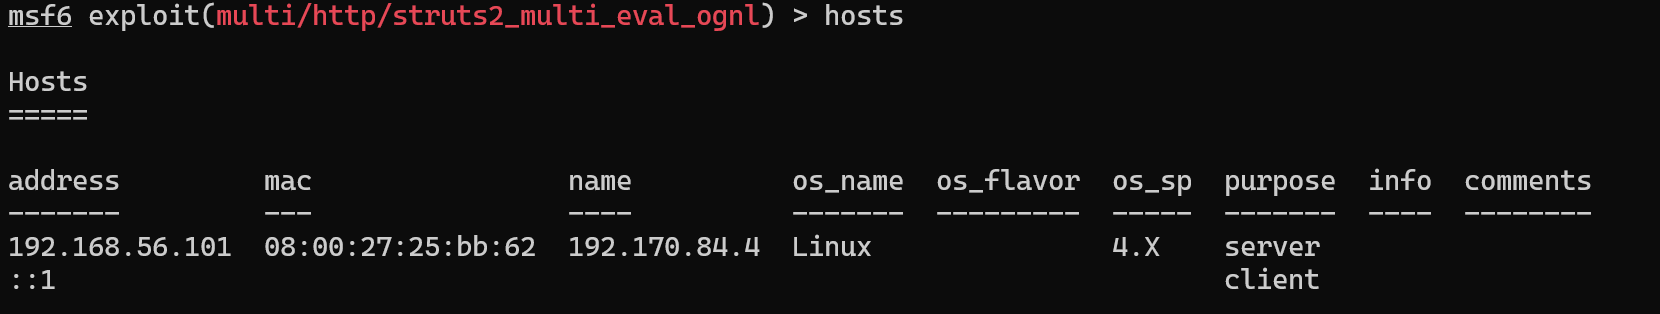 msf6 exploit(multi/http/struts2_multi_eval_ognl) > hosts
Hosts
=====
address         mac                name          os_name  os_flavor  os_sp  purpose  info  comments
-------         ---                ----          -------  ---------  -----  -------  ----  --------
192.168.56.101  08:00:27:25:bb:62  192.170.84.4  Linux               4.X    server
::1                                                                         client